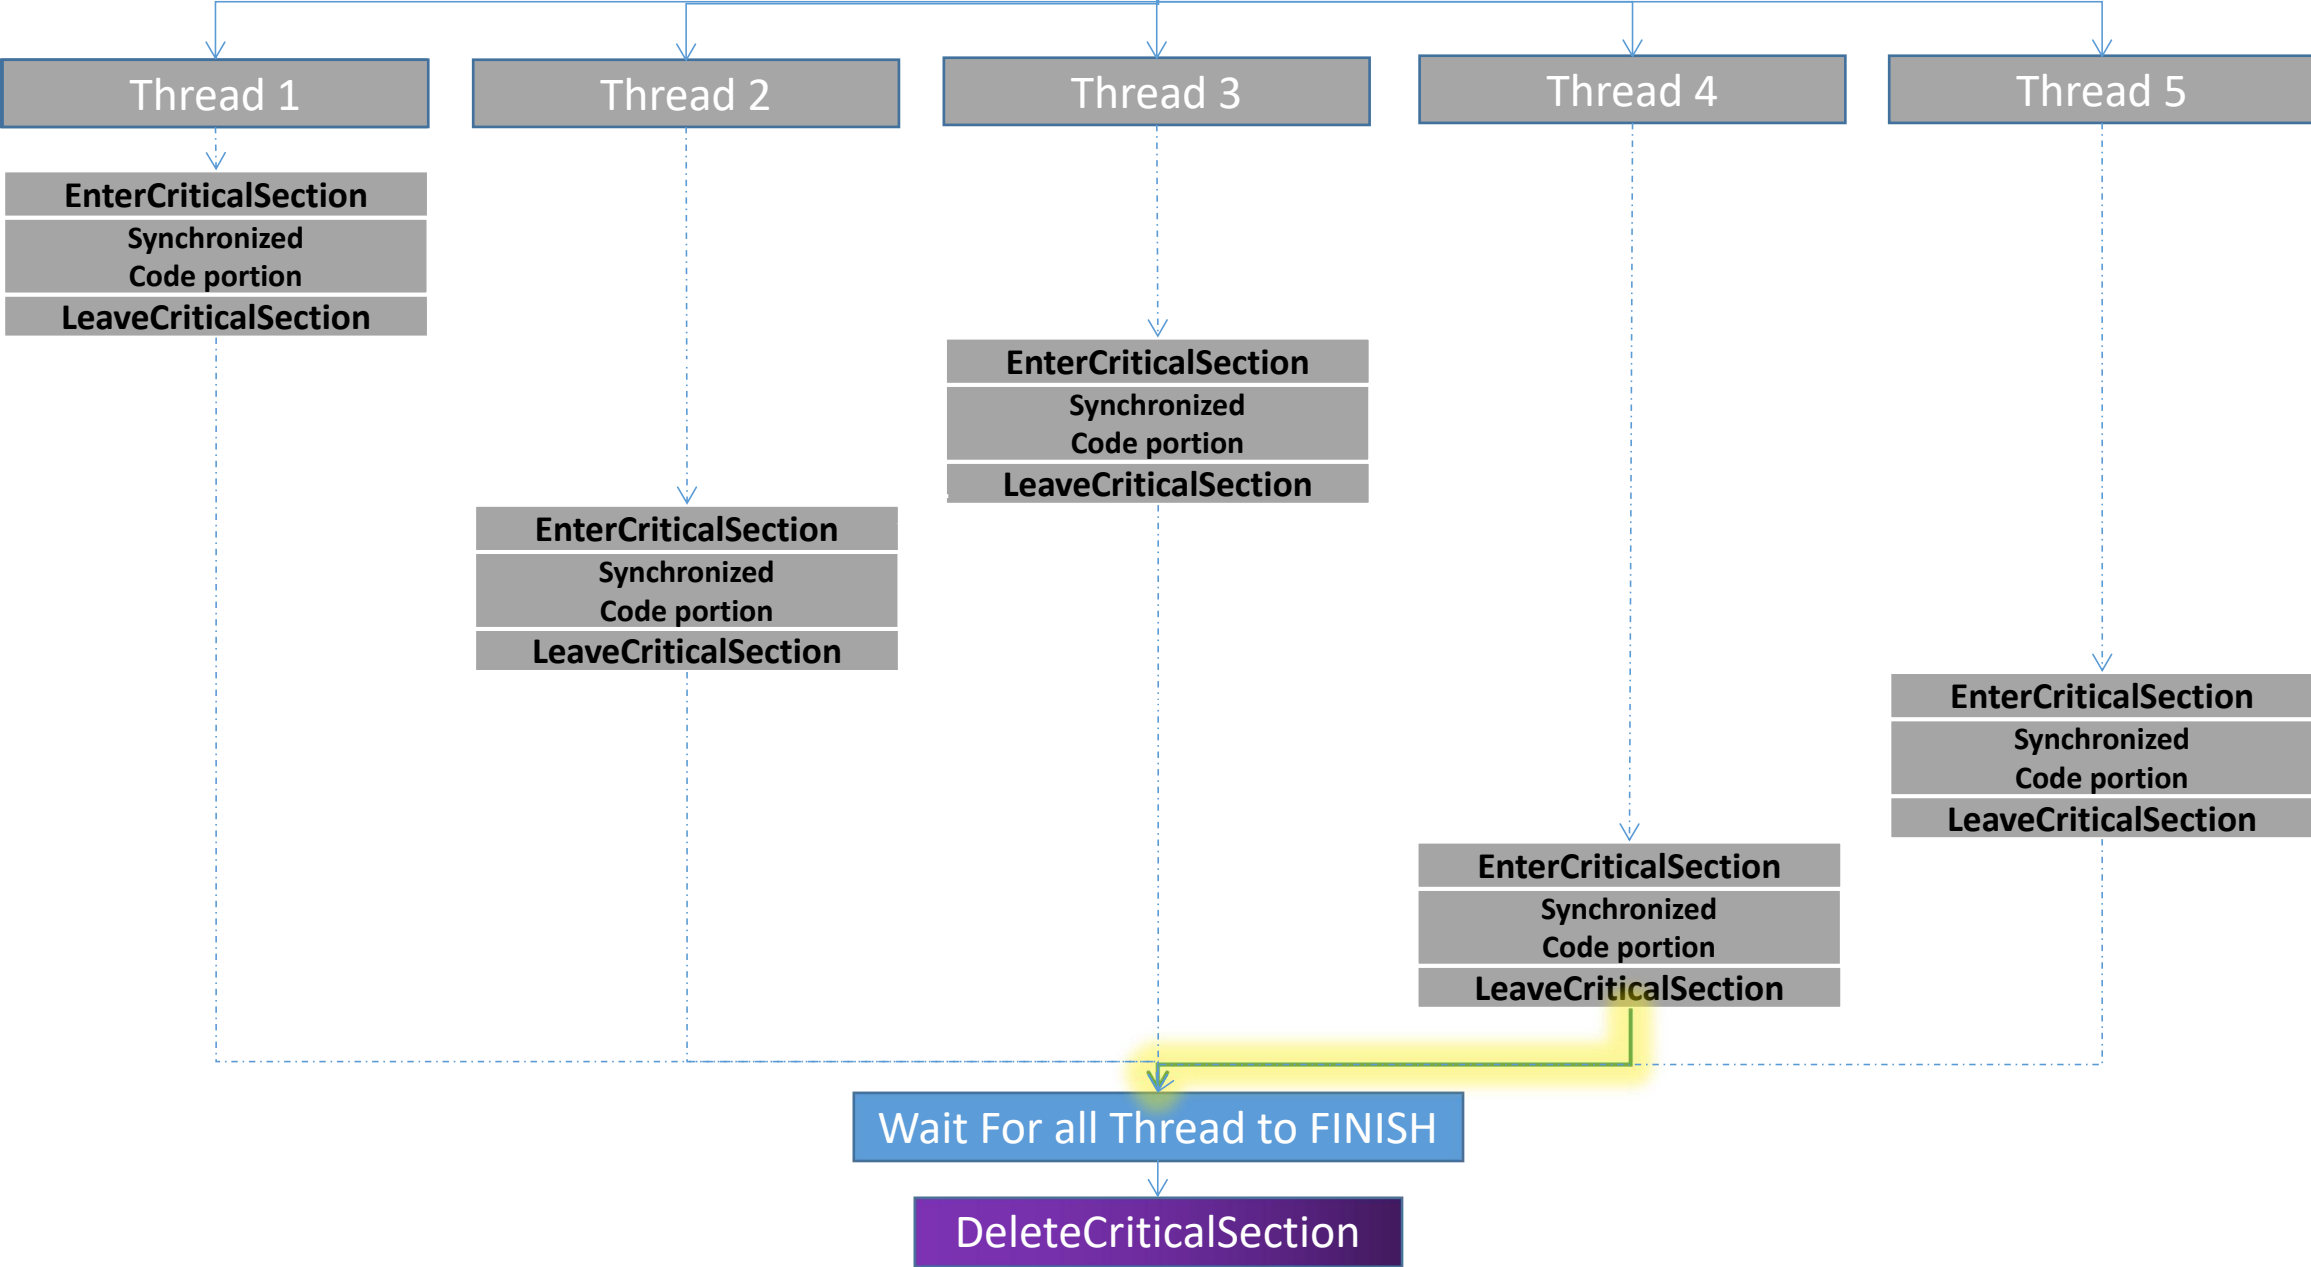 Thread 1
Thread 2
Thread 3
Thread 4
Thread 5
EnterCriticalSection
Synchronized
Code portion
LeaveCriticalSection
EnterCriticalSection
Synchronized
Code portion
LeaveCriticalSection
EnterCriticalSection
Synchronized
Code portion
LeaveCriticalSection
EnterCriticalSection
Synchronized
Code portion
LeaveCriticalSection
EnterCriticalSection
Synchronized
Code portion
LeaveCriticalSection
Wait For all Thread to FINISH
DeleteCriticalSection